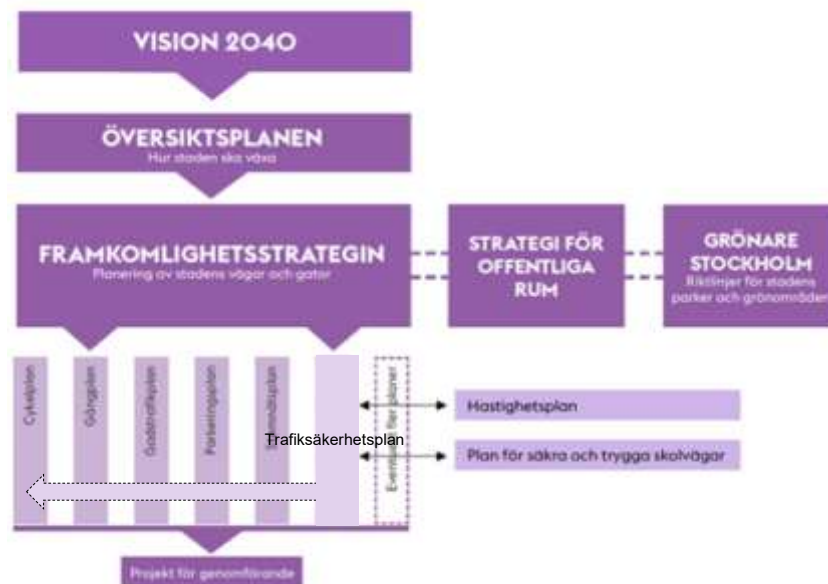 VISION 2040
ÖVERSIKTSPLANEN
Hur staden ska växa
FRAMKOMLIGHETSSTRATEGIN
Planering av stadens vägar och gator
STRATEGI FÖR
OFFENTLIGA
RUM
GRÖNARE
STOCKHOLM
Riktlinjer för stadens
parker och grönområden
Cykelplan
Gångplan
Godstrafikplan
Parkeringsplan
Trafiksäkerhetsplan
planer
Hastighetsplan
Plan för säkra och trygga skolvägar
Projekt för genomförande